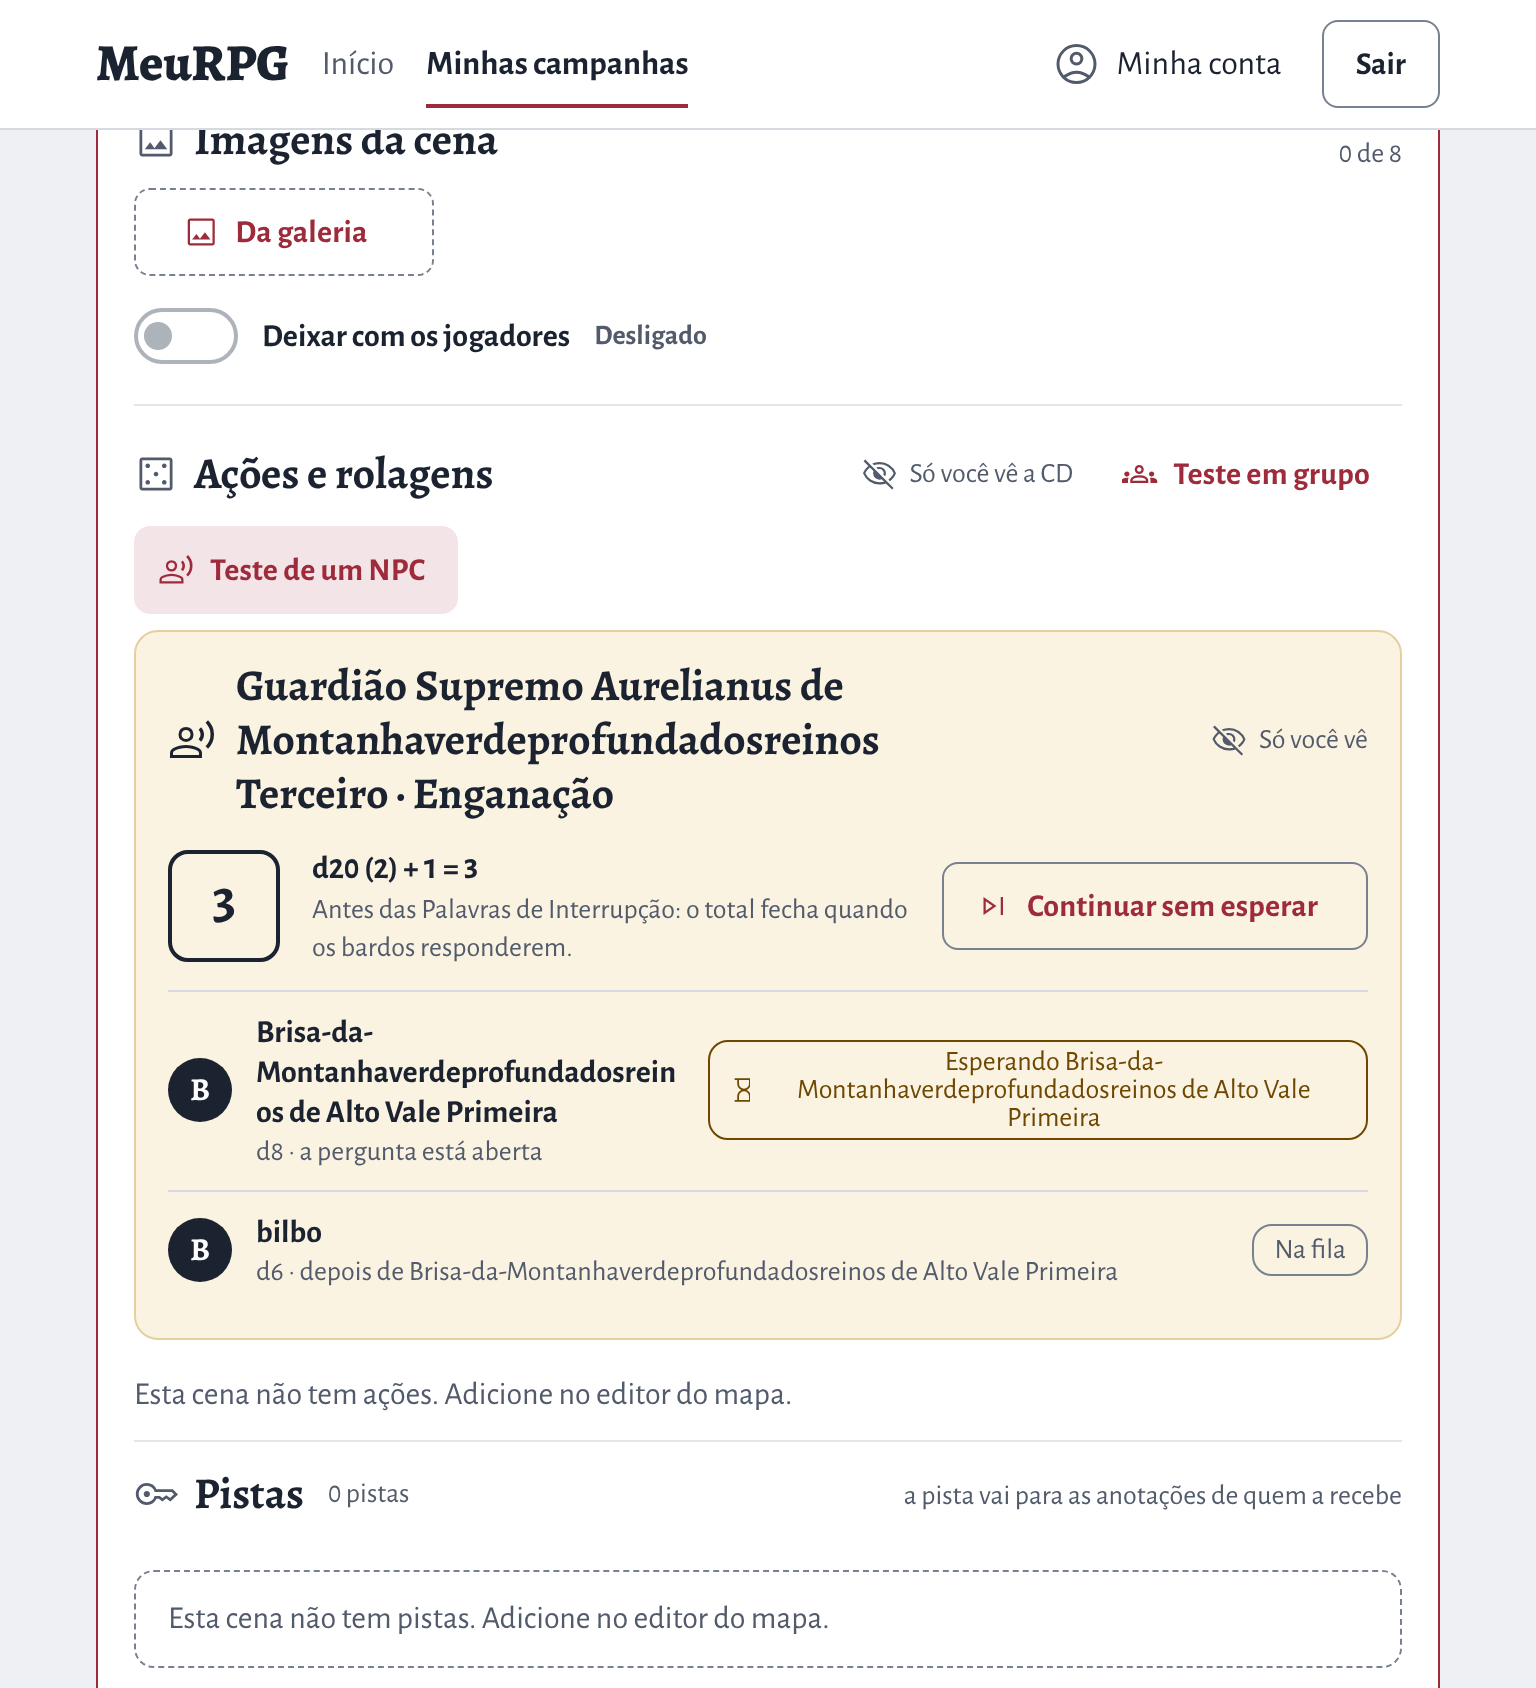 MeuRPG
Início
Minhas campanhas
Minha conta
Sair
Imagens da cena
0 de 8
Da galeria
Deixar com os jogadores
Desligado
Ações e rolagens
Só você vê a CD
Teste em grupo
Teste de um NPC
Guardião Supremo Aurelianus de
Montanhaverdeprofundadosreinos
Terceiro · Enganação
Só você vê
3
d20 (2) + 1 = 3
Antes das Palavras de Interrupção: o total fecha quando
os bardos responderem.
Continuar sem esperar
B
Brisa-da-
Montanhaverdeprofundadosrein
os de Alto Vale Primeira
d8 · a pergunta está aberta
Esperando Brisa-da-
Montanhaverdeprofundadosreinos de Alto Vale
Primeira
B
bilbo
d6 · depois de Brisa-da-Montanhaverdeprofundadosreinos de Alto Vale Primeira
Na fila
Esta cena não tem ações. Adicione no editor do mapa.
Pistas
0 pistas
a pista vai para as anotações de quem a recebe
Esta cena não tem pistas. Adicione no editor do mapa.